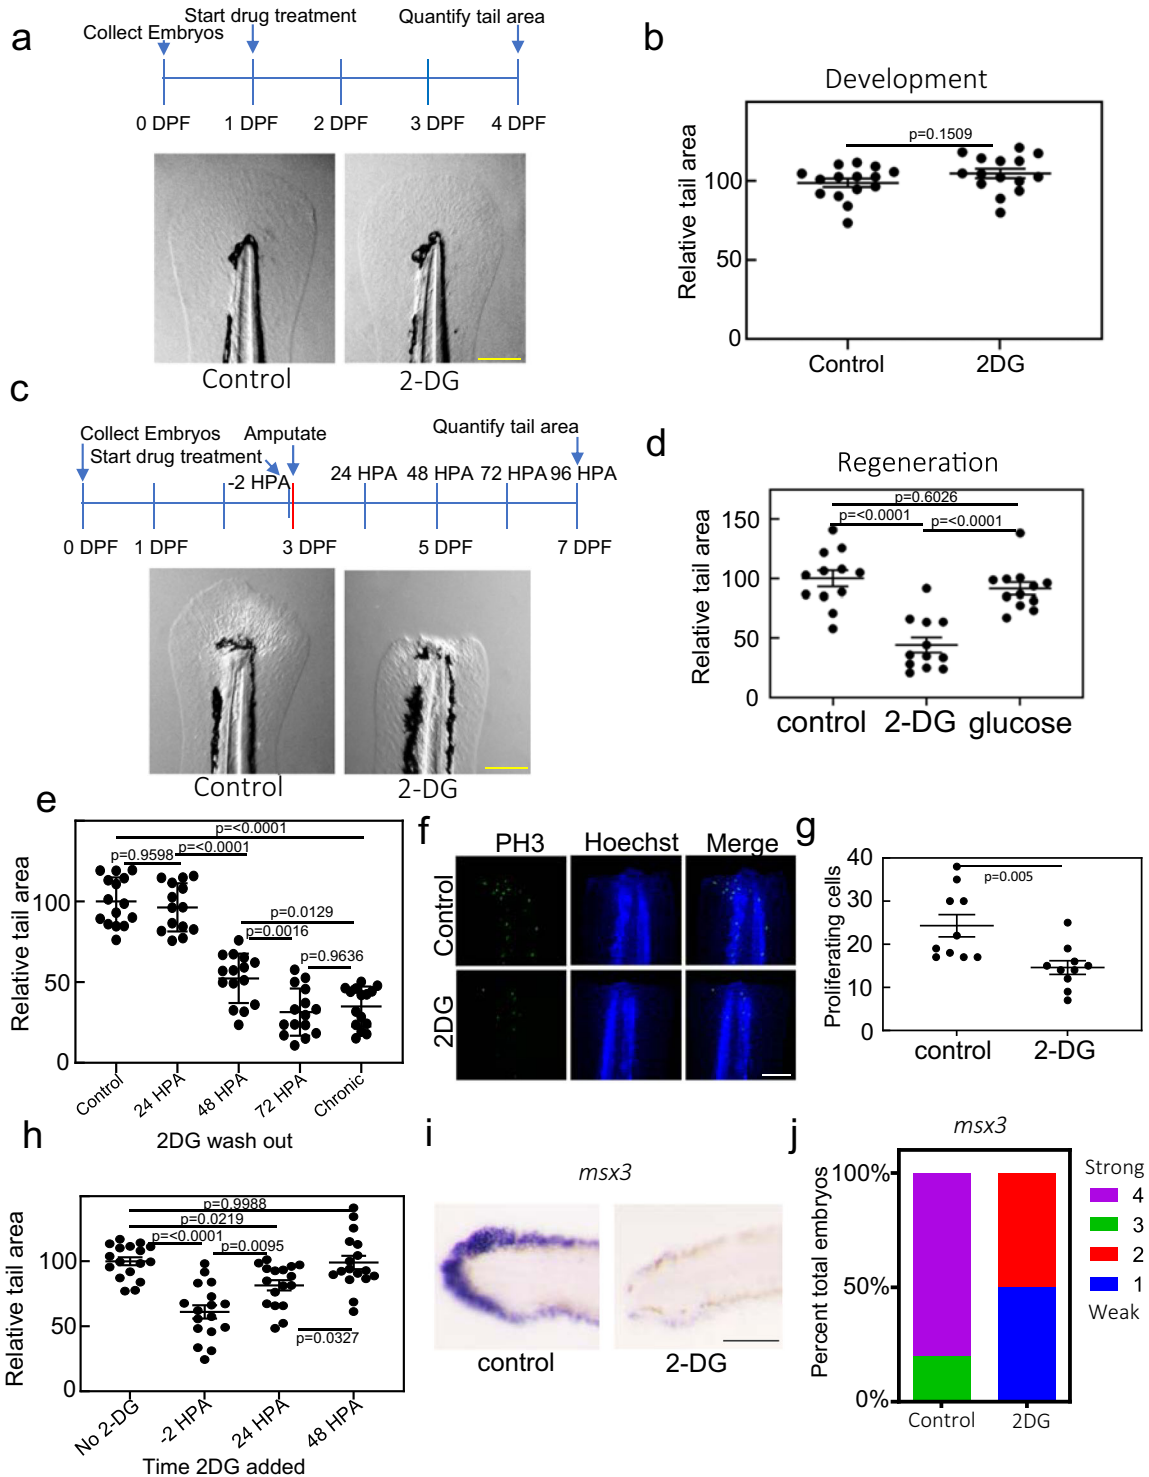 a
Start drug treatment
Quantify tail area
Collect Embryos
0 DPF 1 DPF 2 DPF 3 DPF 4 DPF
Control 2-DG
b
Development
p=0.1509
Relative tail area
100
50
0
Control 2DG
c
Collect Embryos Amputate Quantify tail area
Start drug treatment
-2 HPA 24 HPA 48 HPA 72 HPA 96 HPA
0 DPF 1 DPF 3 DPF 5 DPF 7 DPF
Control 2-DG
d
Regeneration
p=0.6026
p=<0.0001 p=<0.0001
Relative tail area
150
100
50
0
control 2-DG glucose
e
p=<0.0001
p=0.9598 p=<0.0001
p=0.0129
p=0.0016
p=0.9636
Relative tail area
100
50
0
Control 24 HPA 48 HPA 72 HPA Chronic
2DG wash out
f
PH3 Hoechst Merge
Control
2DG
g
p=0.005
Proliferating cells
40
30
20
10
0
control 2-DG
h
p=0.9988
p=0.0219
p=<0.0001
p=0.0095
p=0.0327
Relative tail area
100
50
0
No 2-DG -2 HPA 24 HPA 48 HPA
Time 2DG added
i
msx3
control 2-DG
j
msx3
Percent total embryos
100%
50%
0%
Control 2DG
Strong
4
3
2
1
Weak